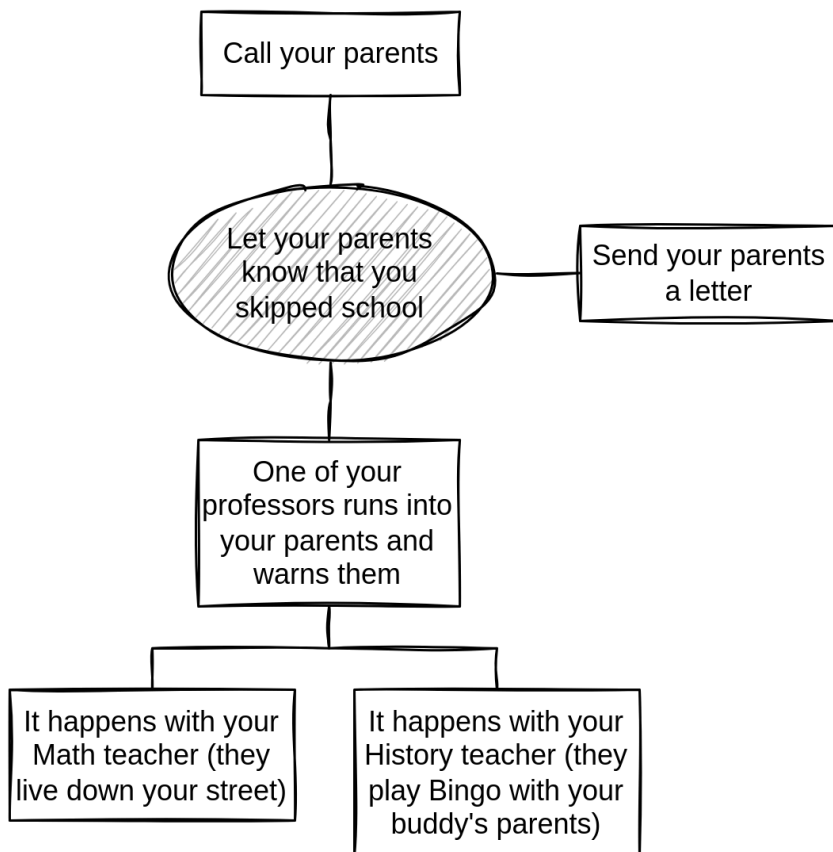 Call your parents
Let your parents
know that you
skipped school
Send your parents
a letter
One of your
professors runs into
your parents and
warns them
It happens with your
Math teacher (they
live down your street)
It happens with your
History teacher (they
play Bingo with your
buddy's parents)